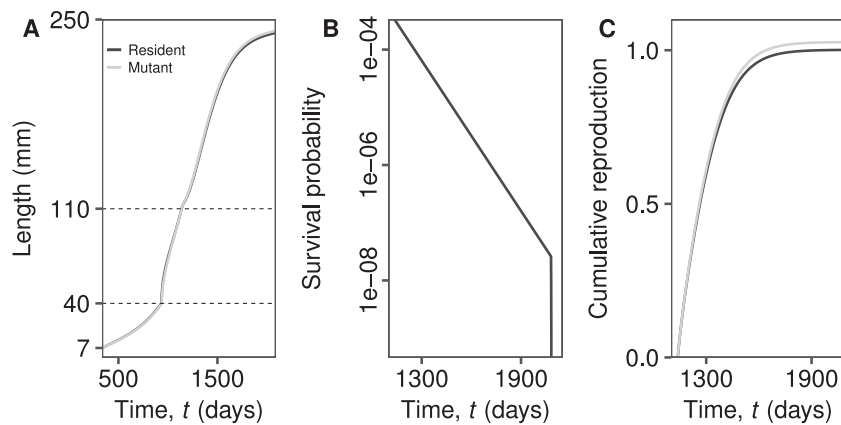 A
250
110
40
7
Length (mm)
Resident
Mutant
500
1500
Time, t (days)
B
1e−04
1e−06
1e−08
Survival probability
1300
1900
Time, t (days)
C
1.0
0.5
0.0
Cumulative reproduction
1300
1900
Time, t (days)